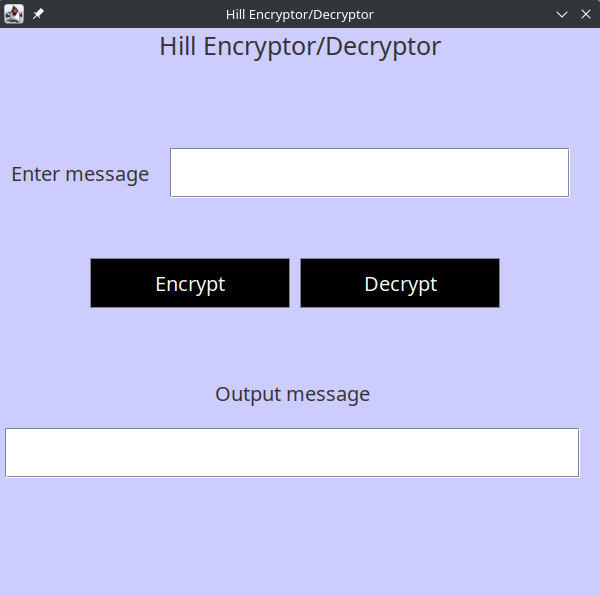 Hill Encryptor/Decryptor
Hill Encryptor/Decryptor
Enter message
Encrypt Decrypt
Output message